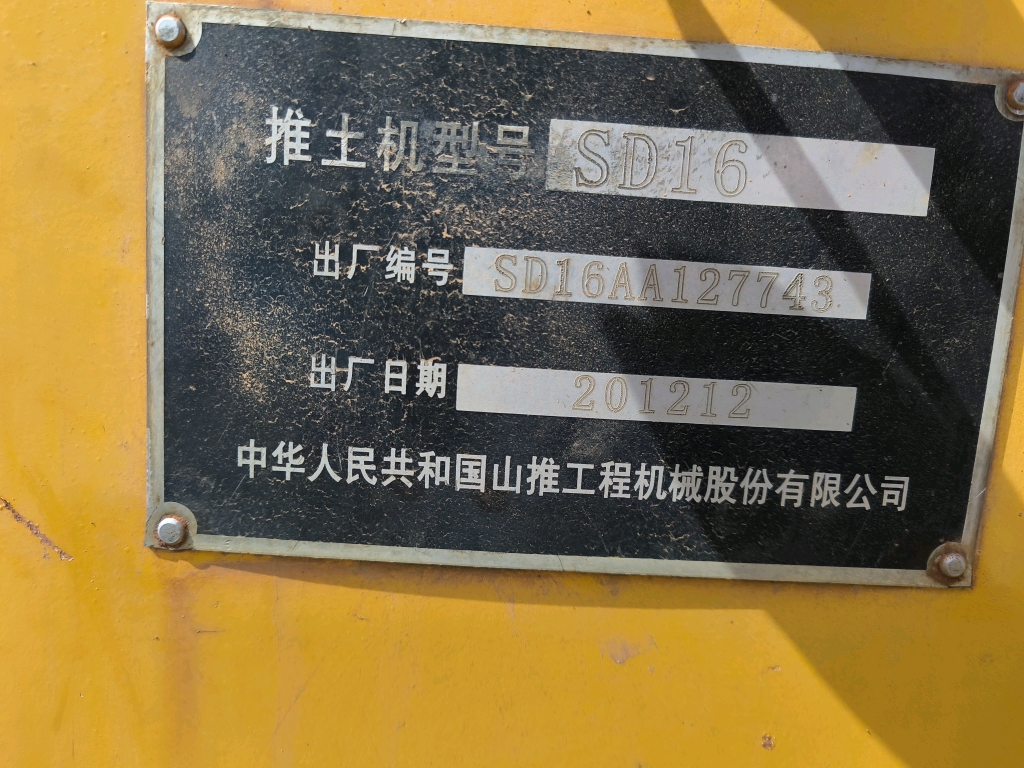 推土机型号 SD16
出厂编号 SD16AA127743
出厂日期 201212
中华人民共和国山推工程机械股份有限公司